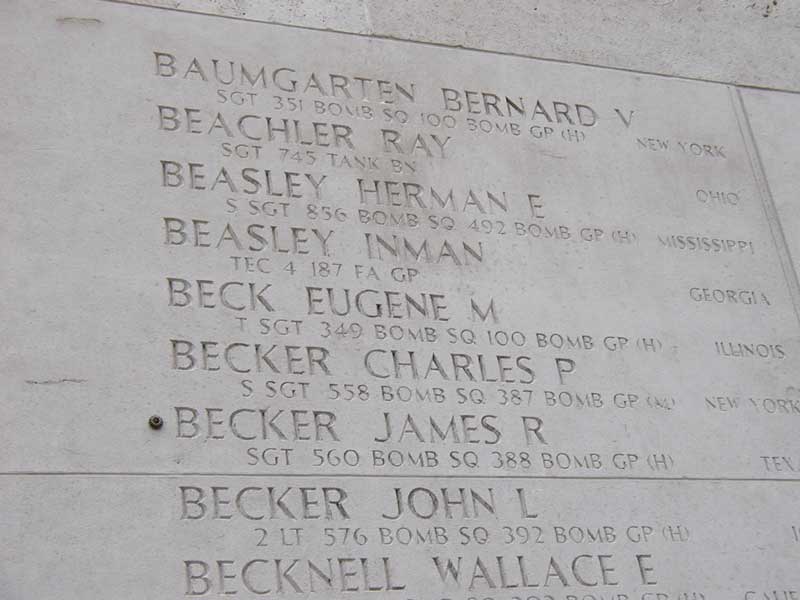 BAUMGARTEN BERNARD V
SGT 351 BOMB SQ 100 BOMB GP (H) NEW YORK
BEACHLER RAY
SGT 745 TANK BN OHIO
BEASLEY HERMAN E
S SGT 856 BOMB SQ 492 BOMB GP (H) MISSISSIPPI
BEASLEY INMAN
TEC 4 187 FA GP GEORGIA
BECK EUGENE M
T SGT 349 BOMB SQ 100 BOMB GP (H) ILLINOIS
BECKER CHARLES P
S SGT 558 BOMB SQ 387 BOMB GP (M) NEW YORK
BECKER JAMES R
SGT 560 BOMB SQ 388 BOMB GP (H) TEX
BECKER JOHN L
2 LT 576 BOMB SQ 392 BOMB GP (H)
BECKNELL WALLACE E